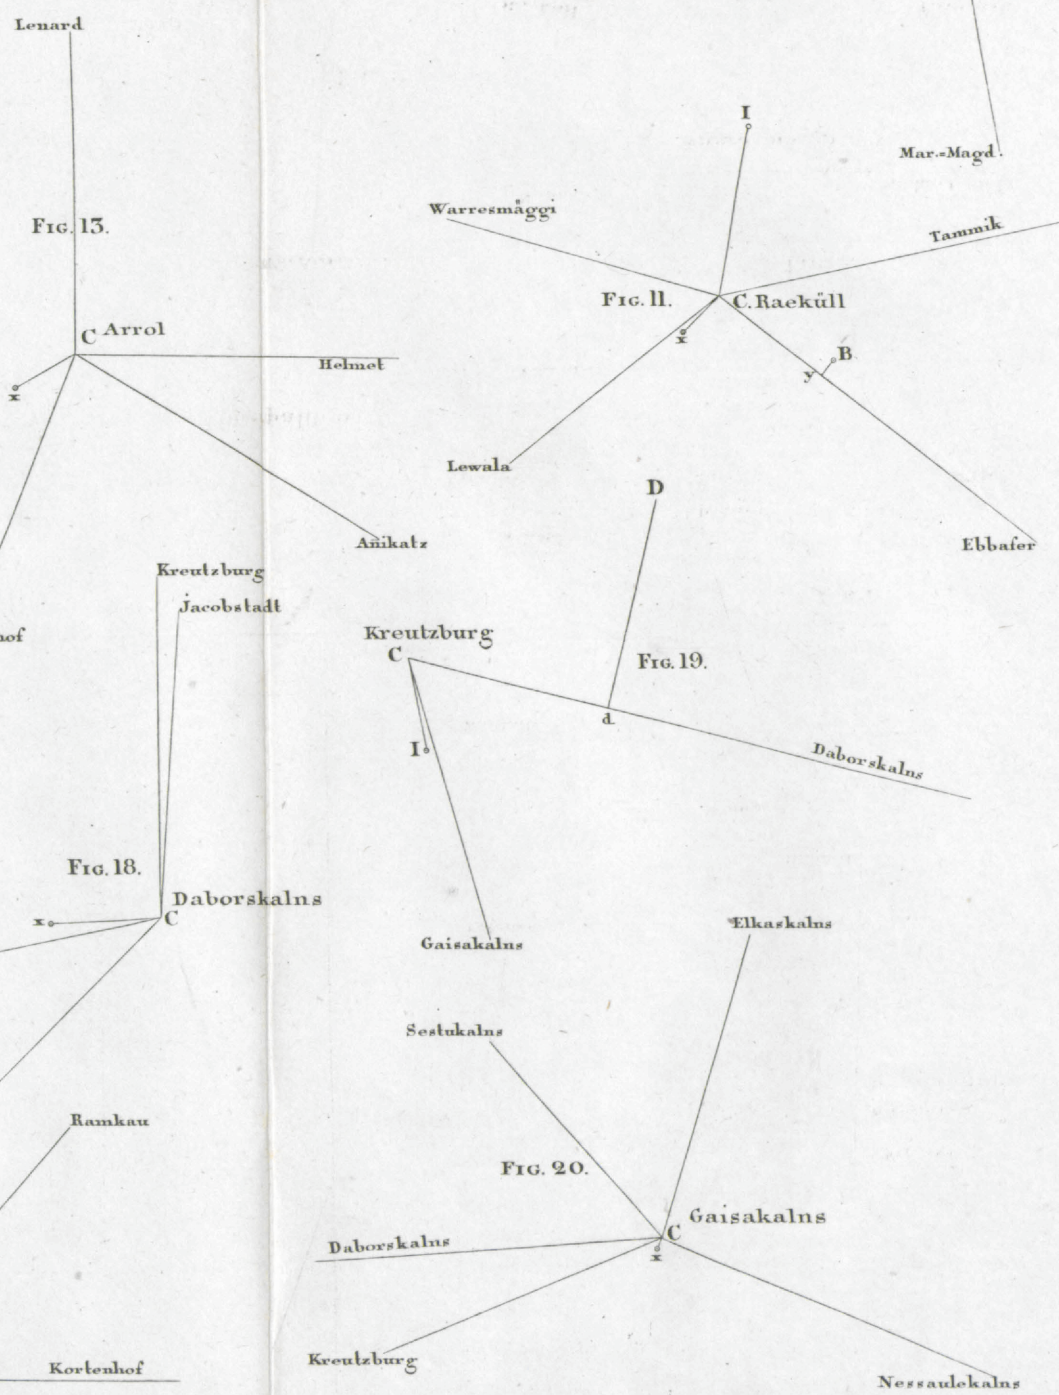 Lenard
FIG. 13.
C Arrol
x
Helmet
Añikatz
hof
I
Mar.=Magd.
Warresmåggi
Tammik
FIG. 11.
C. Raeküll
x
B
y
Lewala
Ebbafer
D
Kreutzburg
Jacobstadt
Kreutzburg
C
FIG. 19.
d
I
Daborskalns
Gaisakalns
FIG. 18.
Daborskalns
x
C
Elkaskalns
Sestukalns
Ramkau
FIG. 20.
Gaisakalns
C
x
Daborskalns
Kreutzburg
Nessaulekalns
Kortenhof